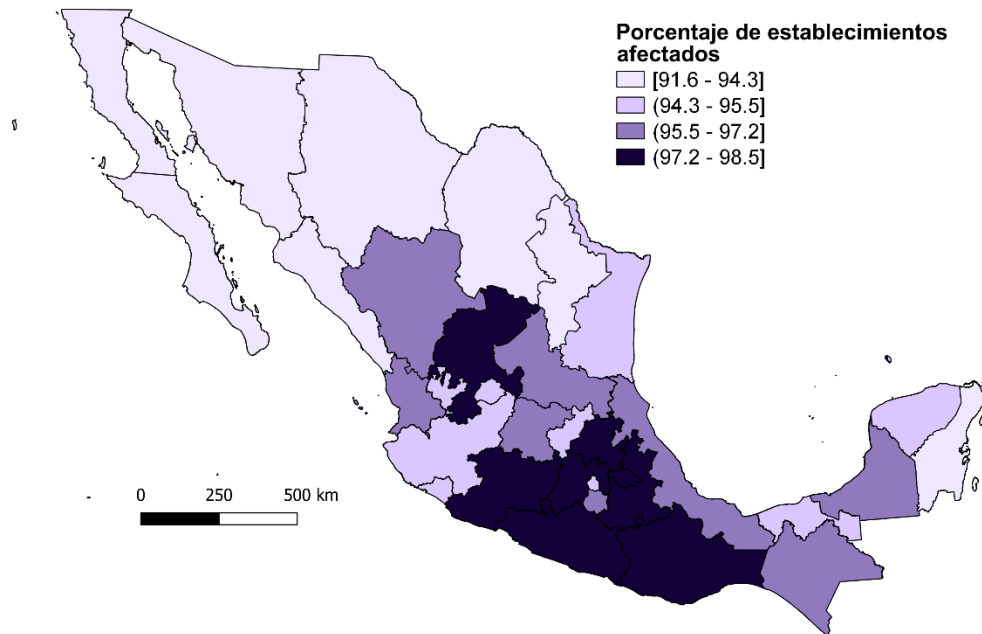 Porcentaje de establecimientos
afectados
[91.6 - 94.3]
(94.3 - 95.5]
(95.5 - 97.2]
(97.2 - 98.5]
0 250 500 km